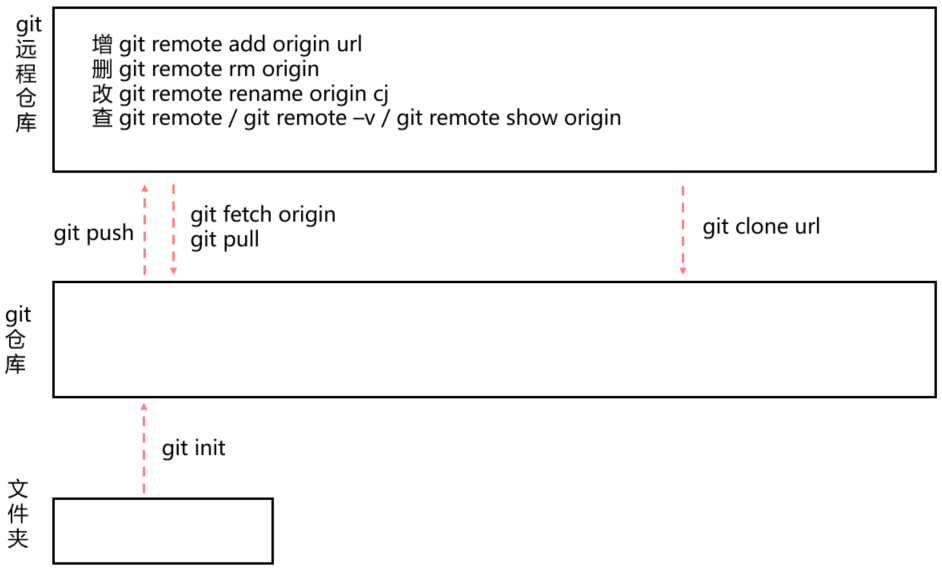 git
远
程
仓
库
增 git remote add origin url
删 git remote rm origin
改 git remote rename origin cj
查 git remote / git remote –v / git remote show origin
git push
git fetch origin
git pull
git clone url
git
仓
库
git init
文
件
夹